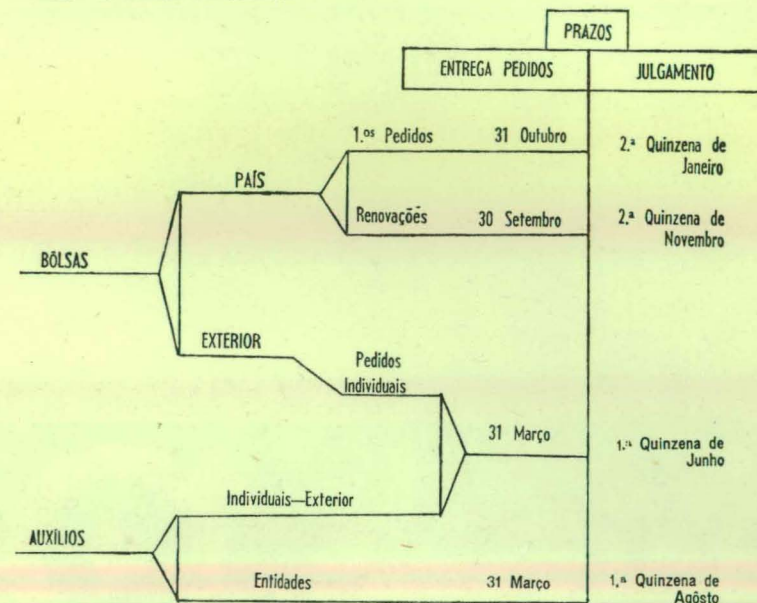 PRAZOS
ENTREGA PEDIDOS
JULGAMENTO
1.os Pedidos
31 Outubro
2.ª Quinzena de
Janeiro
PAÍS
Renovações
30 Setembro
2.ª Quinzena de
Novembro
BÔLSAS
EXTERIOR
Pedidos
Individuais
31 Março
1.ª Quinzena de
Junho
Individuais—Exterior
AUXÍLIOS
Entidades
31 Março
1.ª Quinzena de
Agôsto